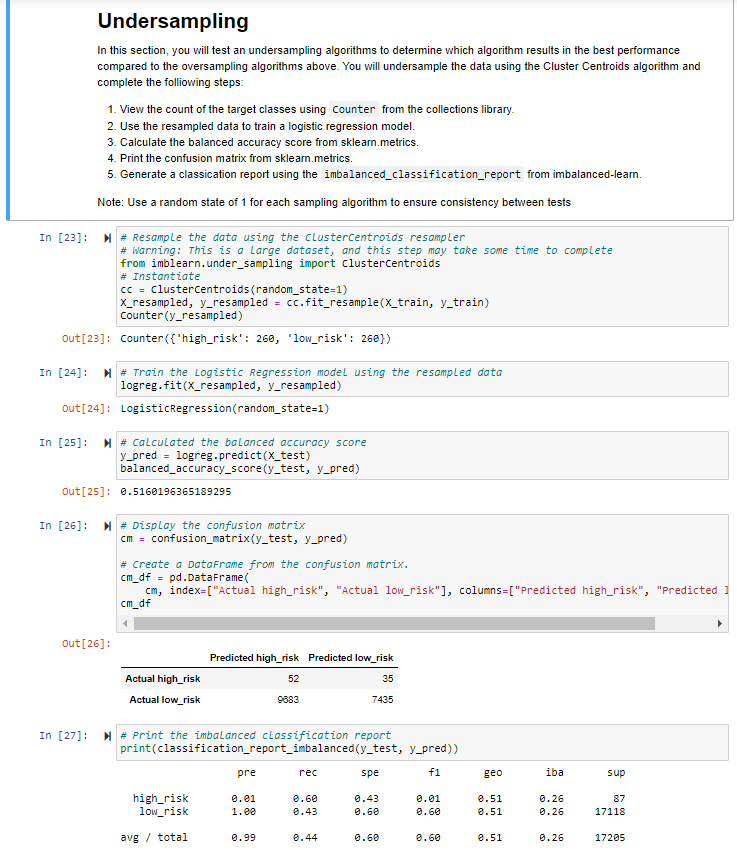 Undersampling
In this section, you will test an undersampling algorithms to determine which algorithm results in the best performance
compared to the oversampling algorithms above. You will undersample the data using the Cluster Centroids algorithm and
complete the following steps:
1. View the count of the target classes using Counter from the collections library.
2. Use the resampled data to train a logistic regression model.
3. Calculate the balanced accuracy score from sklearn.metrics.
4. Print the confusion matrix from sklearn.metrics.
5. Generate a classication report using the imbalanced_classification_report from imbalanced-learn.
Note: Use a random state of 1 for each sampling algorithm to ensure consistency between tests
In [23]: # Resample the data using the ClusterCentroids resampler
# Warning: This is a large dataset, and this step may take some time to complete
from imblearn.under_sampling import ClusterCentroids
# Instantiate
cc = ClusterCentroids(random_state=1)
X_resampled, y_resampled = cc.fit_resample(X_train, y_train)
Counter(y_resampled)
Out[23]: Counter({'high_risk': 260, 'low_risk': 260})
In [24]: # Train the Logistic Regression model using the resampled data
logreg.fit(X_resampled, y_resampled)
Out[24]: LogisticRegression(random_state=1)
In [25]: # Calculated the balanced accuracy score
y_pred = logreg.predict(X_test)
balanced_accuracy_score(y_test, y_pred)
Out[25]: 0.5160196365189295
In [26]: # Display the confusion matrix
cm = confusion_matrix(y_test, y_pred)
# Create a DataFrame from the confusion matrix.
cm_df = pd.DataFrame(
cm, index=["Actual high_risk", "Actual low_risk"], columns=["Predicted high_risk", "Predicted l
cm_df
Out[26]:
Predicted high_risk Predicted low_risk
Actual high_risk 52 35
Actual low_risk 9683 7435
In [27]: # Print the imbalanced classification report
print(classification_report_imbalanced(y_test, y_pred))
pre rec spe f1 geo iba sup
high_risk 0.01 0.60 0.43 0.01 0.51 0.26 87
low_risk 1.00 0.43 0.60 0.60 0.51 0.26 17118
avg / total 0.99 0.44 0.60 0.60 0.51 0.26 17205